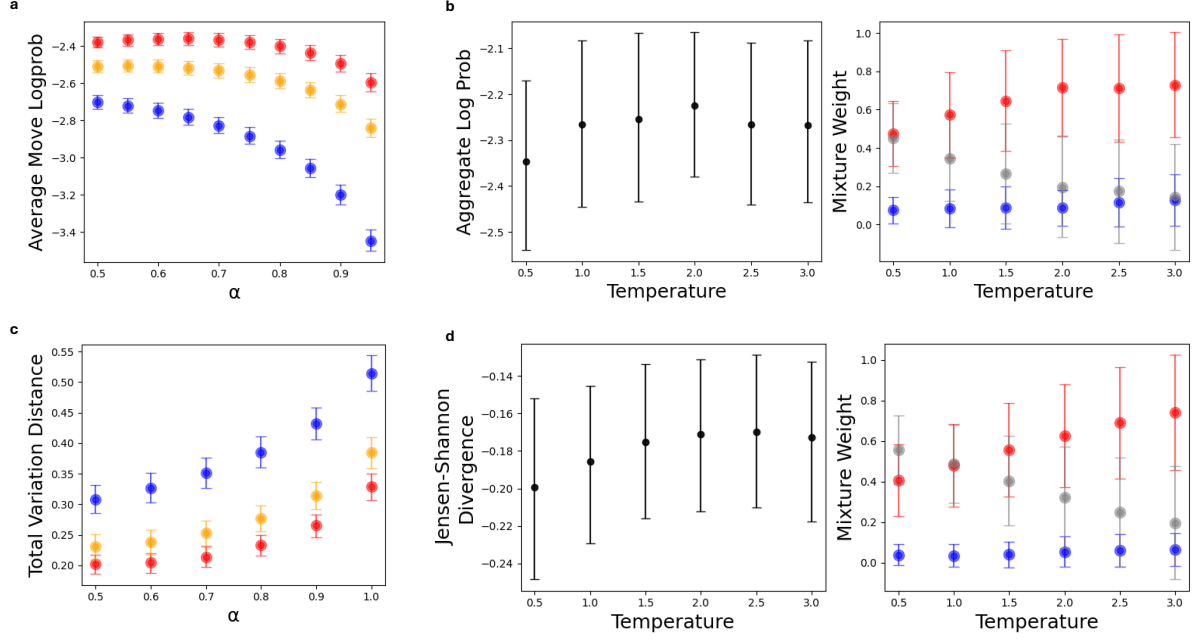 a
Average Move Logprob
−2.4
−2.6
−2.8
−3.0
−3.2
−3.4
0.5 0.6 0.7 0.8 0.9
α
b
Aggregate Log Prob
−2.1
−2.2
−2.3
−2.4
−2.5
0.5 1.0 1.5 2.0 2.5 3.0
Temperature
Mixture Weight
1.0
0.8
0.6
0.4
0.2
0.0
0.5 1.0 1.5 2.0 2.5 3.0
Temperature
c
Total Variation Distance
0.55
0.50
0.45
0.40
0.35
0.30
0.25
0.20
0.5 0.6 0.7 0.8 0.9 1.0
α
d
Jensen-Shannon
Divergence
−0.14
−0.16
−0.18
−0.20
−0.22
−0.24
0.5 1.0 1.5 2.0 2.5 3.0
Temperature
Mixture Weight
1.0
0.8
0.6
0.4
0.2
0.0
0.5 1.0 1.5 2.0 2.5 3.0
Temperature